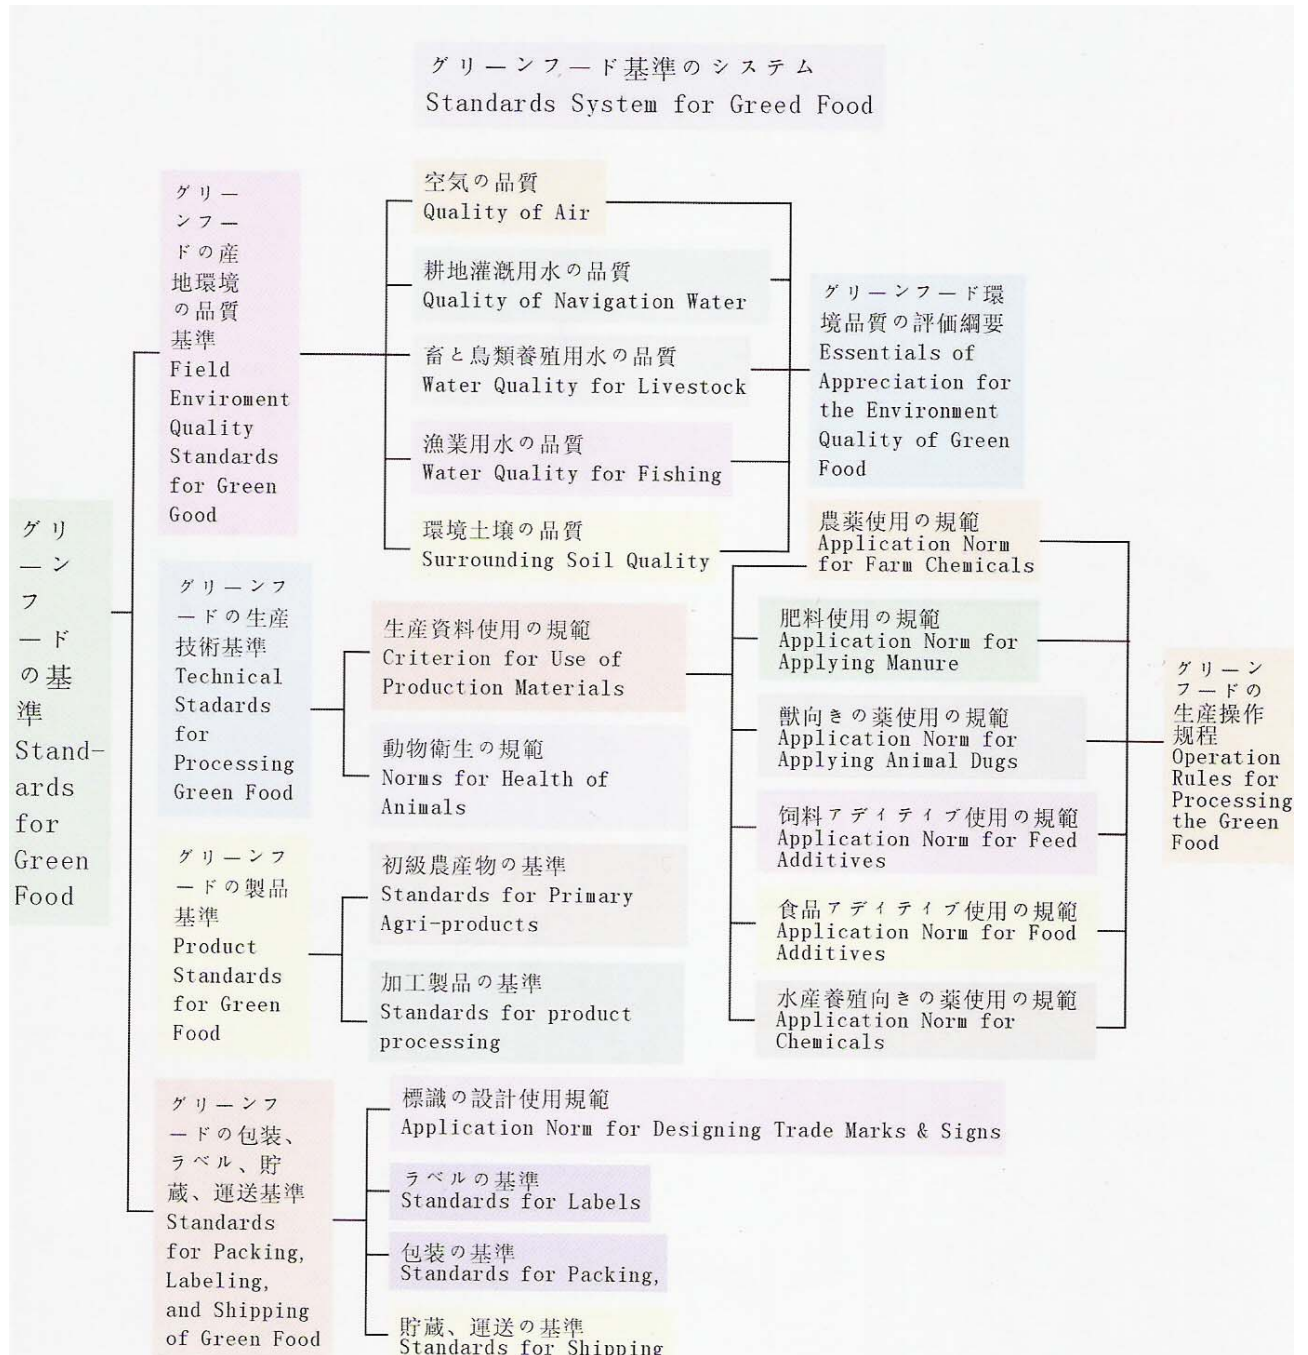 グリーンフード基準のシステム
Standards System for Greed Food
グリ
ーン
フ
ード
の基
準
Stand-
ards
for
Green
Food
グリー
ンフー
ドの産
地環境
の品質
基準
Field
Enviroment
Quality
Standards
for Green
Good
空気の品質
Quality of Air
耕地灌漑用水の品質
Quality of Navigation Water
畜と鳥類養殖用水の品質
Water Quality for Livestock
漁業用水の品質
Water Quality for Fishing
環境土壌の品質
Surrounding Soil Quality
グリーンフード環
境品質の評価綱要
Essentials of
Appreciation for
the Environment
Quality of Green
Food
グリーンフ
ードの生産
技術基準
Technical
Stadards
for
Processing
Green Food
生産資料使用の規範
Criterion for Use of
Production Materials
動物衛生の規範
Norms for Health of
Animals
農薬使用の規範
Application Norm
for Farm Chemicals
肥料使用の規範
Application Norm for
Applying Manure
獣向きの薬使用の規範
Application Norm for
Applying Animal Dugs
饲料アディティブ使用の規範
Application Norm for Feed
Additives
食品アディティブ使用の規範
Application Norm for Food
Additives
水産養殖向きの薬使用の規範
Application Norm for
Chemicals
グリーン
フードの
生産操作
规程
Operation
Rules for
Processing
the Green
Food
グリーンフ
ードの製品
基準
Product
Standards
for Green
Food
初級農産物の基準
Standards for Primary
Agri-products
加工製品の基準
Standards for product
processing
グリーンフ
ードの包装、
ラベル、貯
蔵、運送基準
Standards
for Packing,
Labeling,
and Shipping
of Green Food
標識の設計使用規範
Application Norm for Designing Trade Marks & Signs
ラベルの基準
Standards for Labels
包装の基準
Standards for Packing,
貯蔵、運送の基準
Standards for Shipping